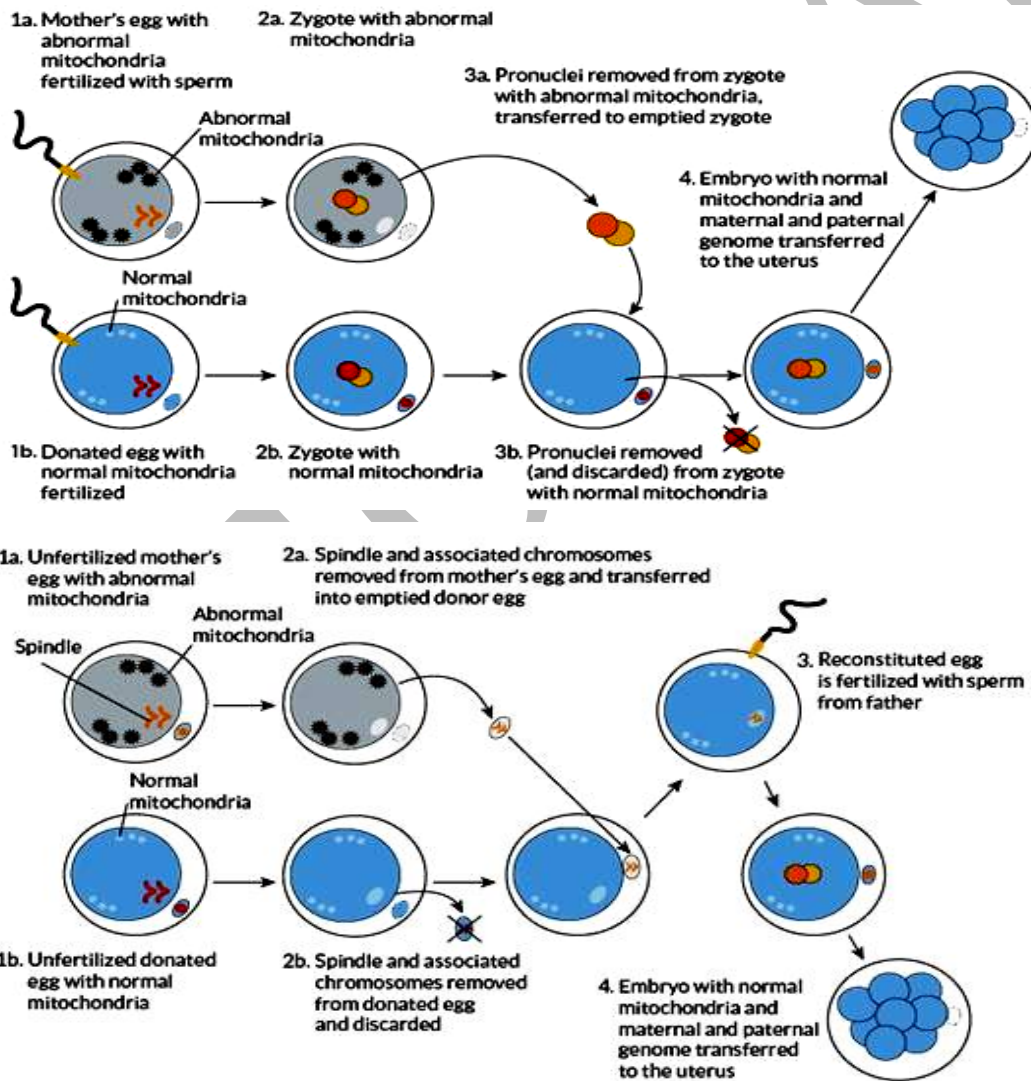 1a. Mother's egg with
abnormal
mitochondria
fertilized with sperm
2a. Zygote with abnormal
mitochondria
3a. Pronuclei removed from zygote
with abnormal mitochondria,
transferred to emptied zygote
Abnormal
mitochondria
4. Embryo with normal
mitochondria and
maternal and paternal
genome transferred
to the uterus
Normal
mitochondria
1b. Donated egg with
normal mitochondria
fertilized
2b. Zygote with
normal mitochondria
3b. Pronuclei removed
(and discarded) from zygote
with normal mitochondria
1a. Unfertilized mother's
egg with abnormal
mitochondria
2a. Spindle and associated chromosomes
removed from mother's egg and transferred
into emptied donor egg
Abnormal
mitochondria
Spindle
3. Reconstituted egg
is fertilized with sperm
from father
Normal
mitochondria
1b. Unfertilized donated
egg with normal
mitochondria
2b. Spindle and associated
chromosomes removed
from donated egg
and discarded
4. Embryo with normal
mitochondria and
maternal and paternal
genome transferred
to the uterus